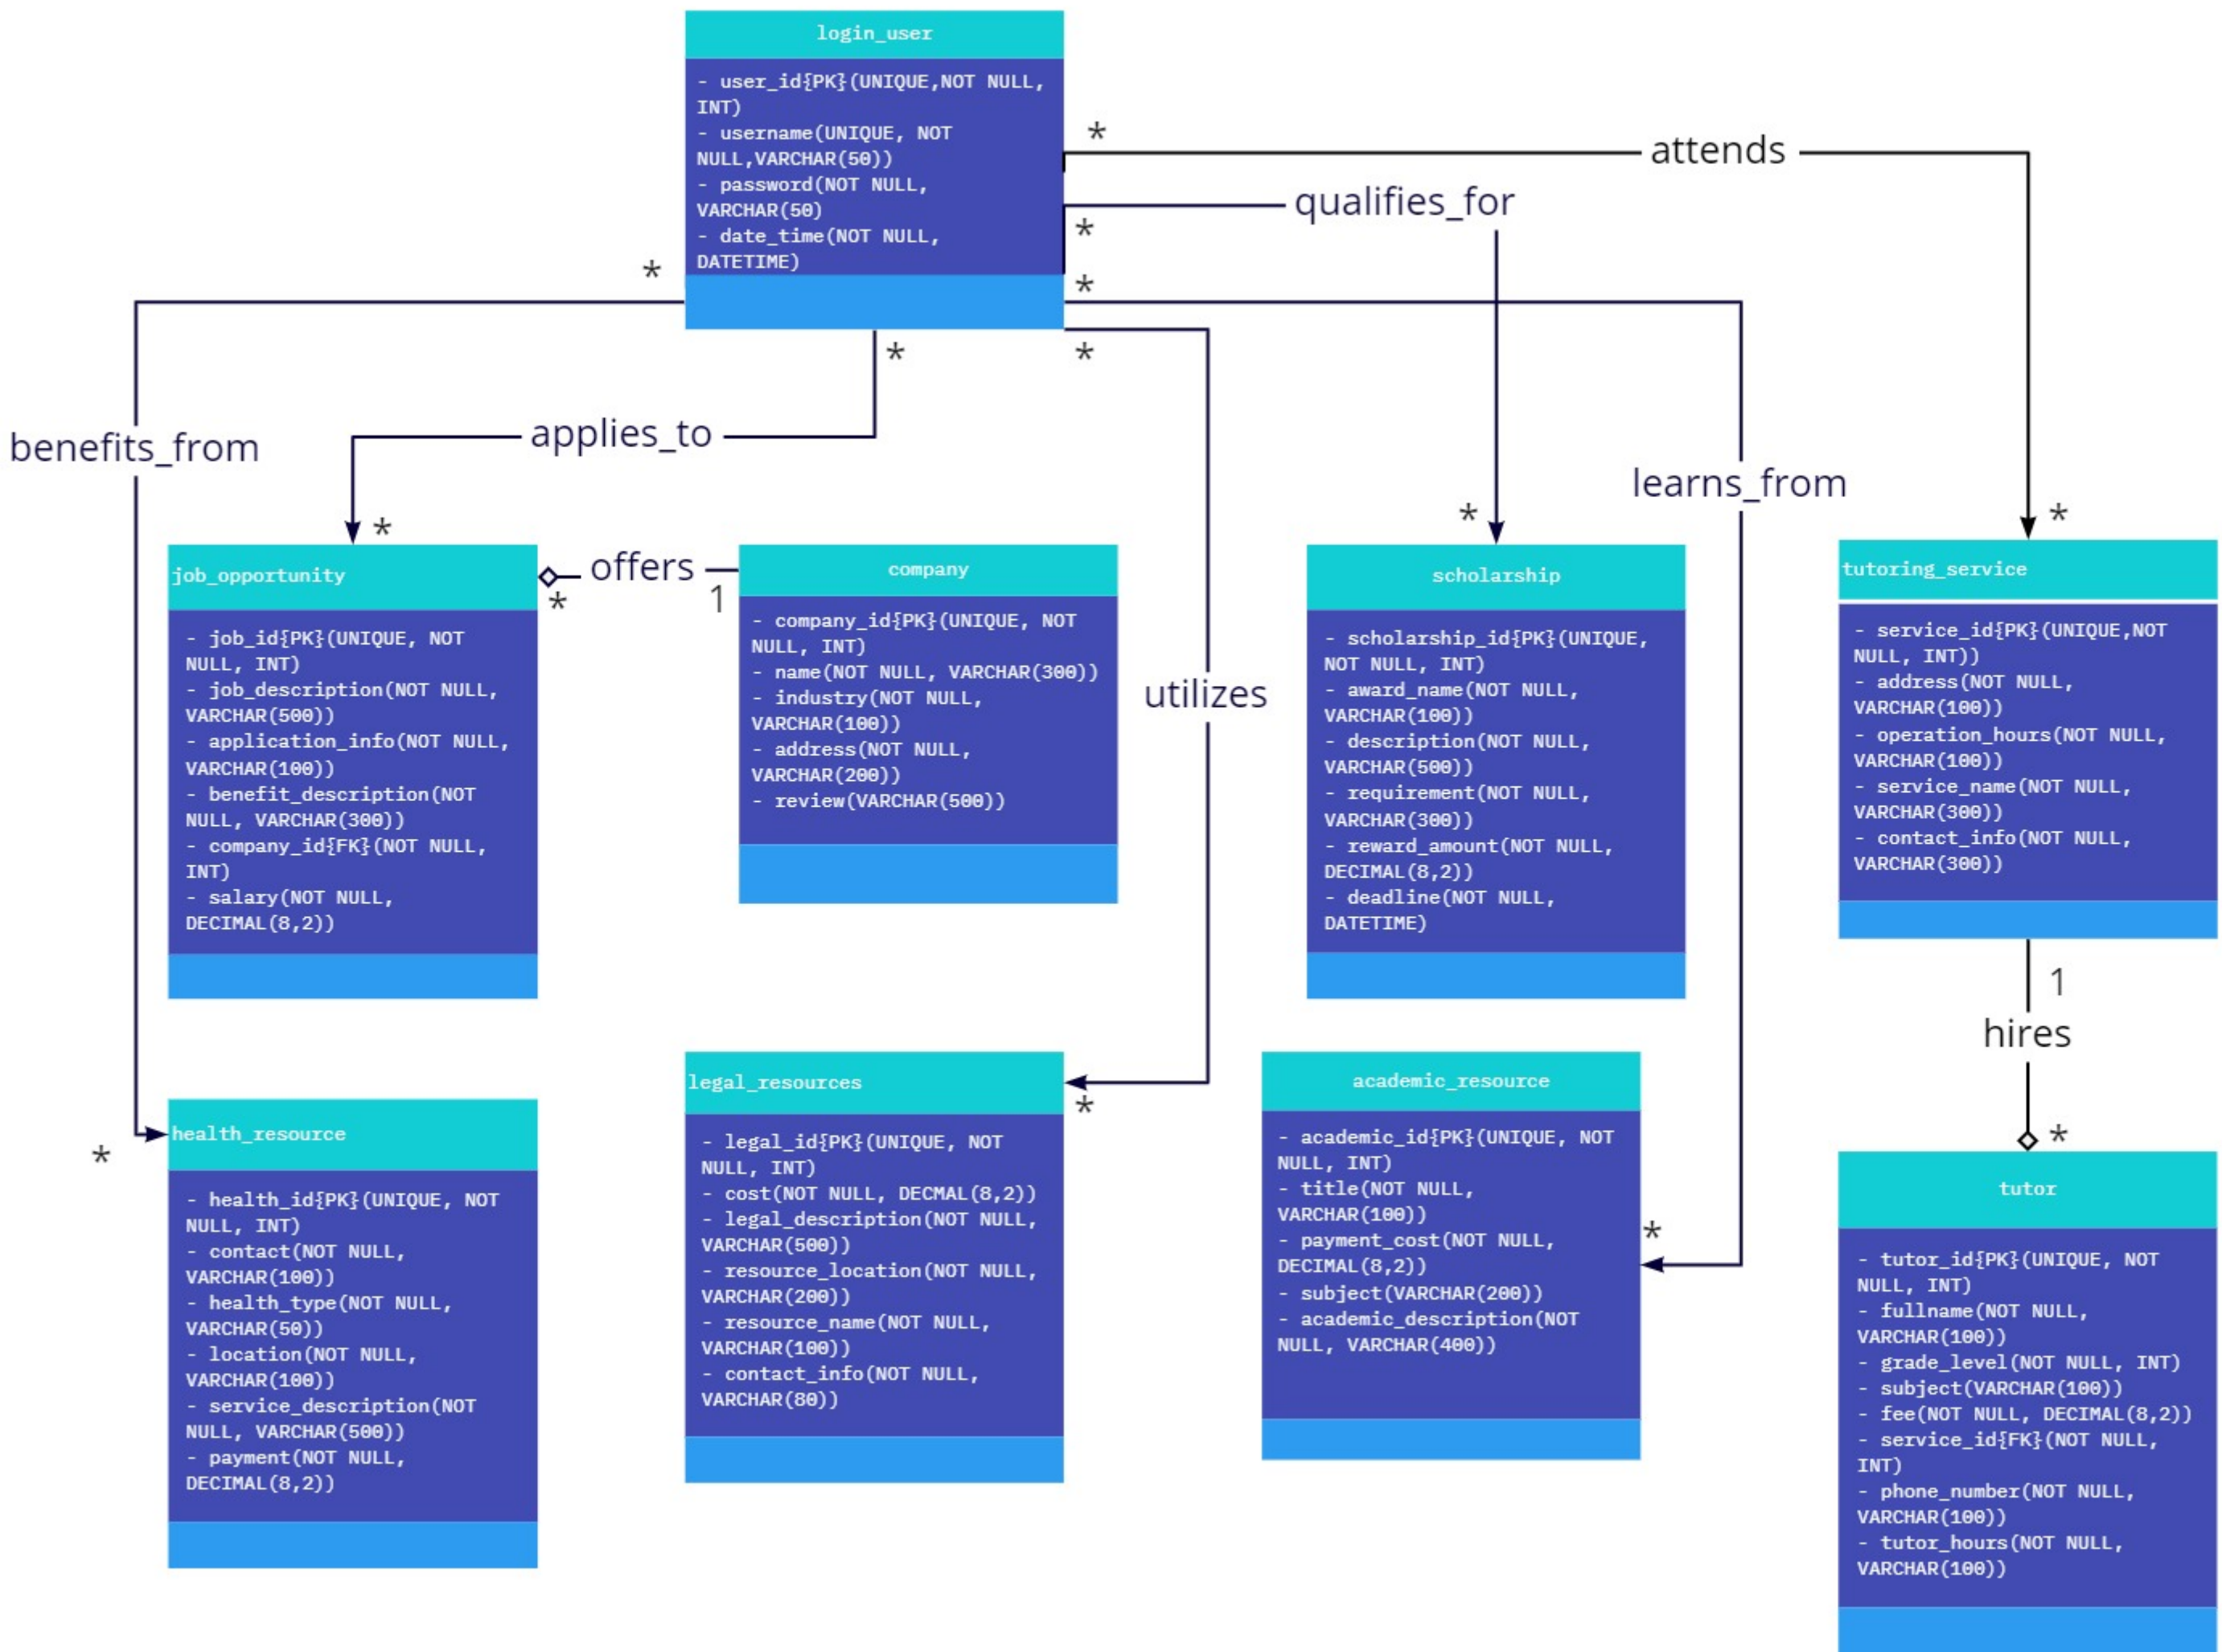 login_user
- user_id{PK}(UNIQUE,NOT NULL,
INT)
- username(UNIQUE, NOT
NULL,VARCHAR(50))
- password(NOT NULL,
VARCHAR(50)
- date_time(NOT NULL,
DATETIME)
*
attends
*
qualifies_for
*
*
*
*
*
benefits_from
applies_to
learns_from
*
*
*
job_opportunity
- job_id{PK}(UNIQUE, NOT
NULL, INT)
- job_description(NOT NULL,
VARCHAR(500))
- application_info(NOT NULL,
VARCHAR(100))
- benefit_description(NOT
NULL, VARCHAR(300))
- company_id{FK}(NOT NULL,
INT)
- salary(NOT NULL,
DECIMAL(8,2))
offers
*
1
company
- company_id{PK}(UNIQUE, NOT
NULL, INT)
- name(NOT NULL, VARCHAR(300))
- industry(NOT NULL,
VARCHAR(100))
- address(NOT NULL,
VARCHAR(200))
- review(VARCHAR(500))
utilizes
scholarship
- scholarship_id{PK}(UNIQUE,
NOT NULL, INT)
- award_name(NOT NULL,
VARCHAR(100))
- description(NOT NULL,
VARCHAR(500))
- requirement(NOT NULL,
VARCHAR(300))
- reward_amount(NOT NULL,
DECIMAL(8,2))
- deadline(NOT NULL,
DATETIME)
tutoring_service
- service_id{PK}(UNIQUE,NOT
NULL, INT))
- address(NOT NULL,
VARCHAR(100))
- operation_hours(NOT NULL,
VARCHAR(100))
- service_name(NOT NULL,
VARCHAR(300))
- contact_info(NOT NULL,
VARCHAR(300))
1
hires
*
health_resource
*
- health_id{PK}(UNIQUE, NOT
NULL, INT)
- contact(NOT NULL,
VARCHAR(100))
- health_type(NOT NULL,
VARCHAR(50))
- location(NOT NULL,
VARCHAR(100))
- service_description(NOT
NULL, VARCHAR(500))
- payment(NOT NULL,
DECIMAL(8,2))
legal_resources
*
- legal_id{PK}(UNIQUE, NOT
NULL, INT)
- cost(NOT NULL, DECMAL(8,2))
- legal_description(NOT NULL,
VARCHAR(500))
- resource_location(NOT NULL,
VARCHAR(200))
- resource_name(NOT NULL,
VARCHAR(100))
- contact_info(NOT NULL,
VARCHAR(80))
academic_resource
- academic_id{PK}(UNIQUE, NOT
NULL, INT)
- title(NOT NULL,
VARCHAR(100))
- payment_cost(NOT NULL,
DECIMAL(8,2))
- subject(VARCHAR(200))
- academic_description(NOT
NULL, VARCHAR(400))
*
tutor
- tutor_id{PK}(UNIQUE, NOT
NULL, INT)
- fullname(NOT NULL,
VARCHAR(100))
- grade_level(NOT NULL, INT)
- subject(VARCHAR(100))
- fee(NOT NULL, DECIMAL(8,2))
- service_id{FK}(NOT NULL,
INT)
- phone_number(NOT NULL,
VARCHAR(100))
- tutor_hours(NOT NULL,
VARCHAR(100))